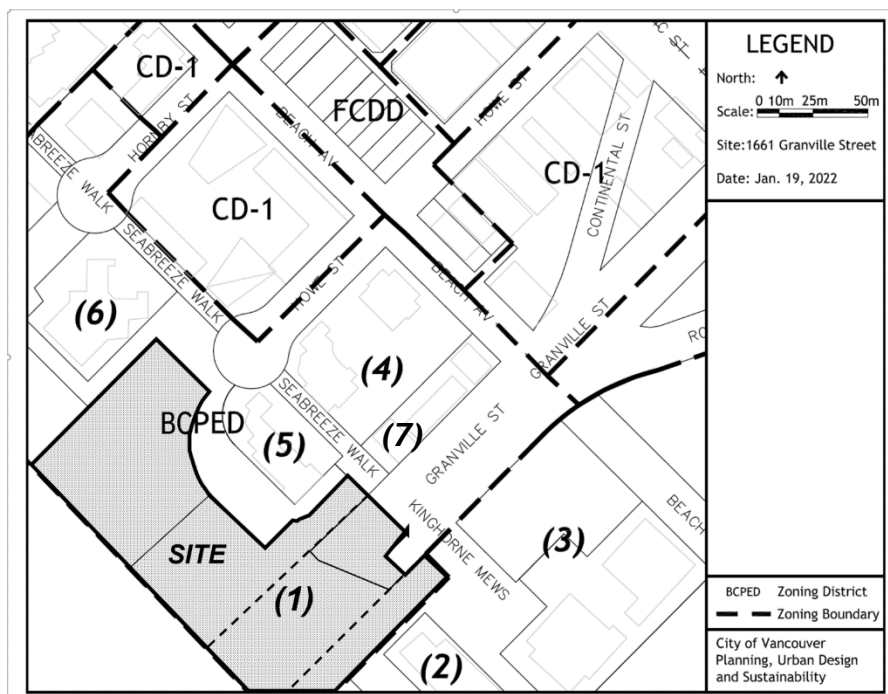 CD-1
HORNBY ST
BEACH AV
FCDD
HOWE ST
C ST
CONTINENTAL ST
CD-1
SEABREEZE WALK
CD-1
SEABREEZE WALK
HOWE ST
BEACH AV
(6)
(4)
GRANVILLE ST
RO
BCPED
(5)
SEABREEZE WALK
(7)
GRANVILLE ST
KINGHORNE MEWS
(3)
BEACH
SITE
(1)
(2)
LEGEND
North:
Scale: 0 10m 25m 50m
Site:1661 Granville Street
Date: Jan. 19, 2022
BCPED Zoning District
Zoning Boundary
City of Vancouver
Planning, Urban Design
and Sustainability